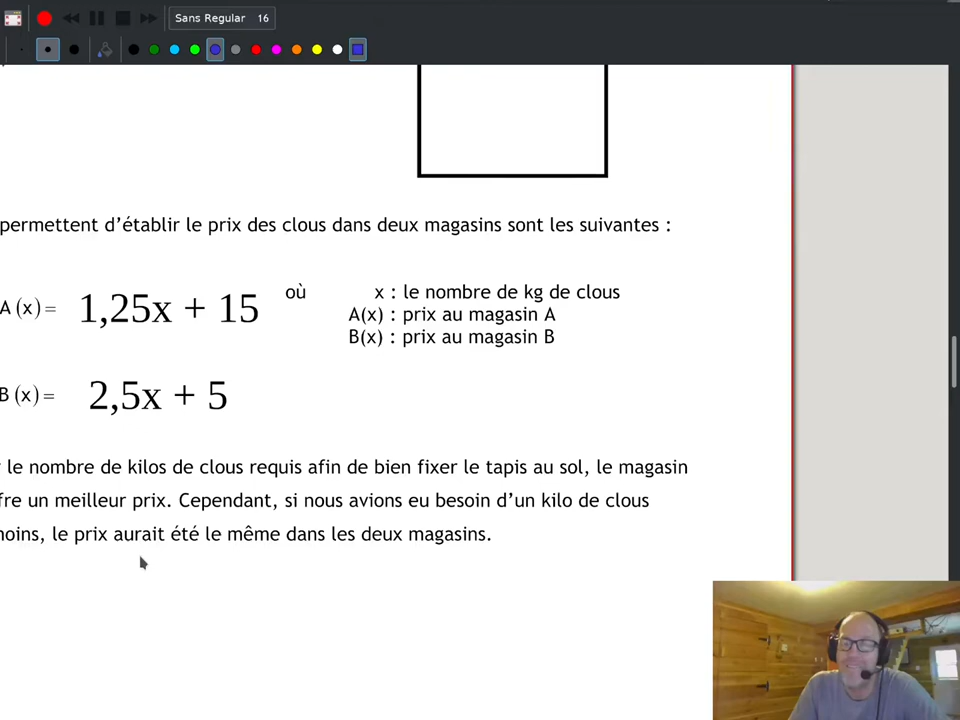 Sans Regular 16
permettent d'établir le prix des clous dans deux magasins sont les suivantes :
A (x) = 1,25x + 15 où x : le nombre de kg de clous
A(x) : prix au magasin A
B(x) : prix au magasin B
B (x) = 2,5x + 5
le nombre de kilos de clous requis afin de bien fixer le tapis au sol, le magasin
fre un meilleur prix. Cependant, si nous avions eu besoin d'un kilo de clous
moins, le prix aurait été le même dans les deux magasins.